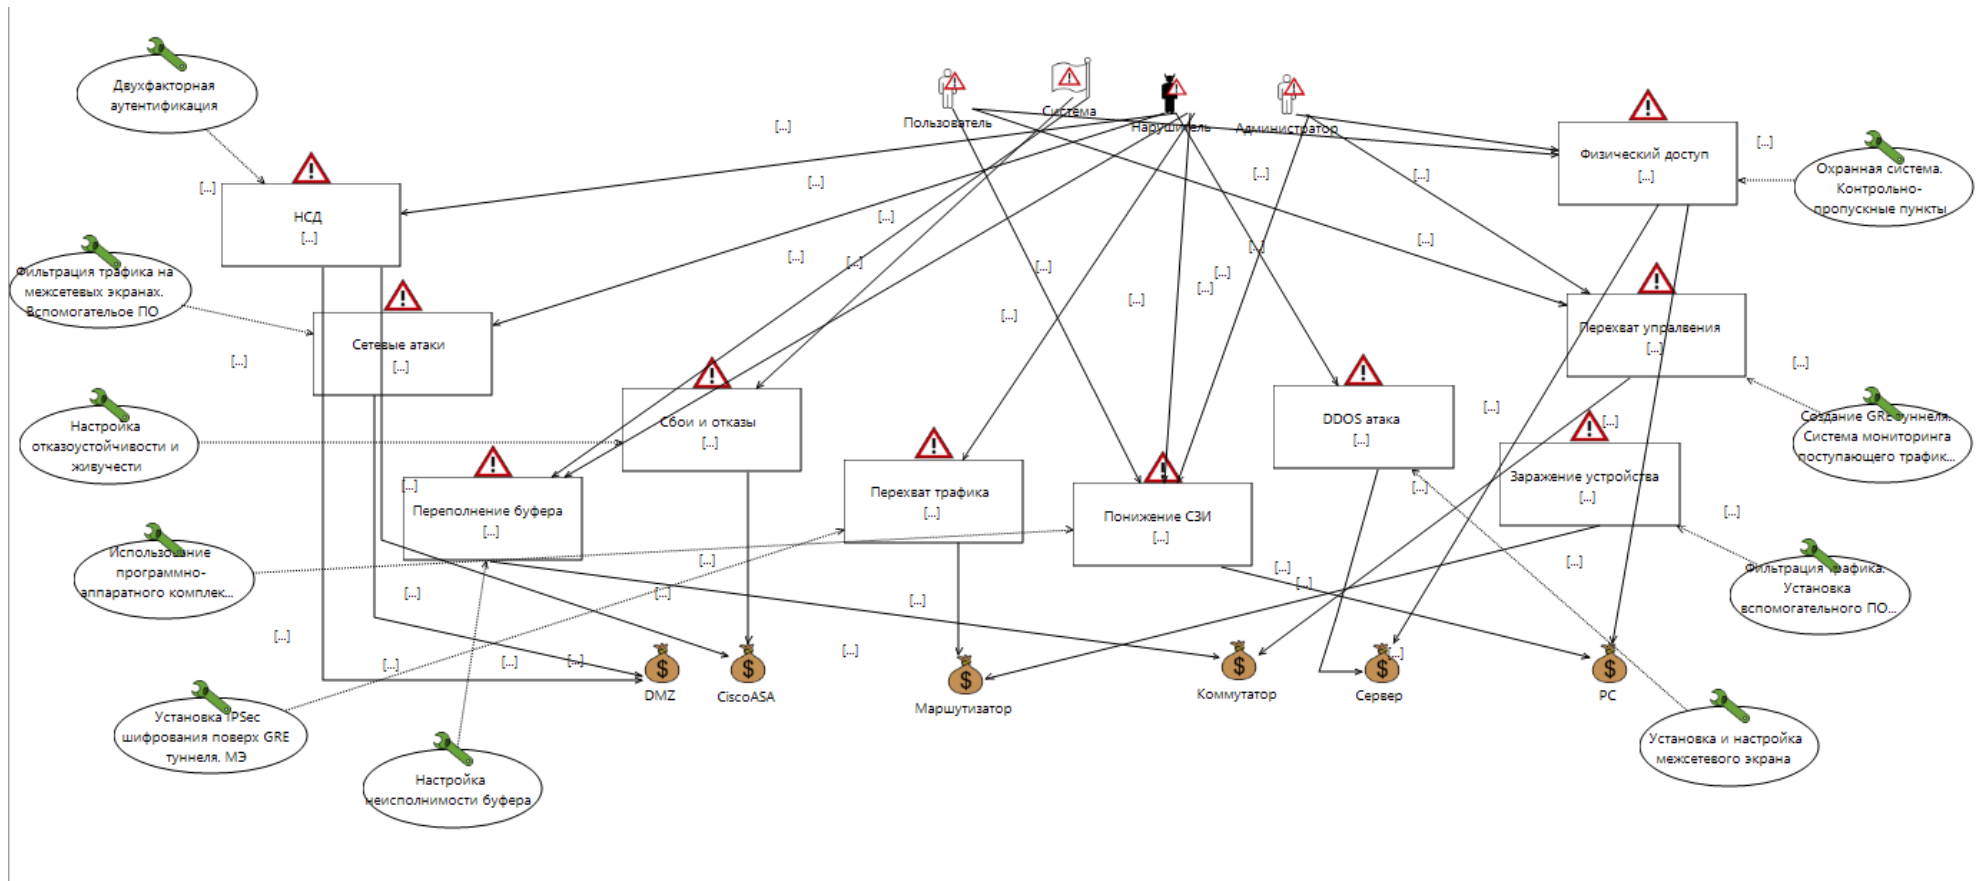 Двухфакторная
аутентификация
Пользователь
Система
Нарушитель
Администратор
[...]
[...]
Физический доступ
[...]
Охранная система.
Контрольно-
пропускные пункты
[...]
[...]
[...]
[...]
НСД
[...]
[...]
[...]
[...]
[...]
[...]
[...]
[...]
[...]
[...]
[...]
[...]
Фильтрация трафика на
межсетевых экранах.
Вспомогательое ПО
Сетевые атаки
[...]
Перехват упралвения
[...]
[...]
[...]
Настройка
отказоустойчивости и
живучести
Сбои и отказы
[...]
DDOS атака
[...]
[...]
[...]
Создание GRE туннеля.
Система мониторинга
поступающего трафик...
[...]
Переполнение буфера
[...]
Перехват трафика
[...]
Понижение СЗИ
[...]
[...]
Заражение устройства
[...]
[...]
Использование
программно-
аппаратного комплек...
[...]
[...]
[...]
[...]
[...]
[...]
[...]
Фильтрация трафика.
Установка
вспомогательного ПО...
[...]
[...]
[...]
[...]
[...]
[...]
DMZ
CiscoASA
Маршутизатор
Коммутатор
Сервер
PC
Установка IPSec
шифрования поверх GRE
туннеля. МЭ
Настройка
неисполнимости буфера
Установка и настройка
межсетевого экрана